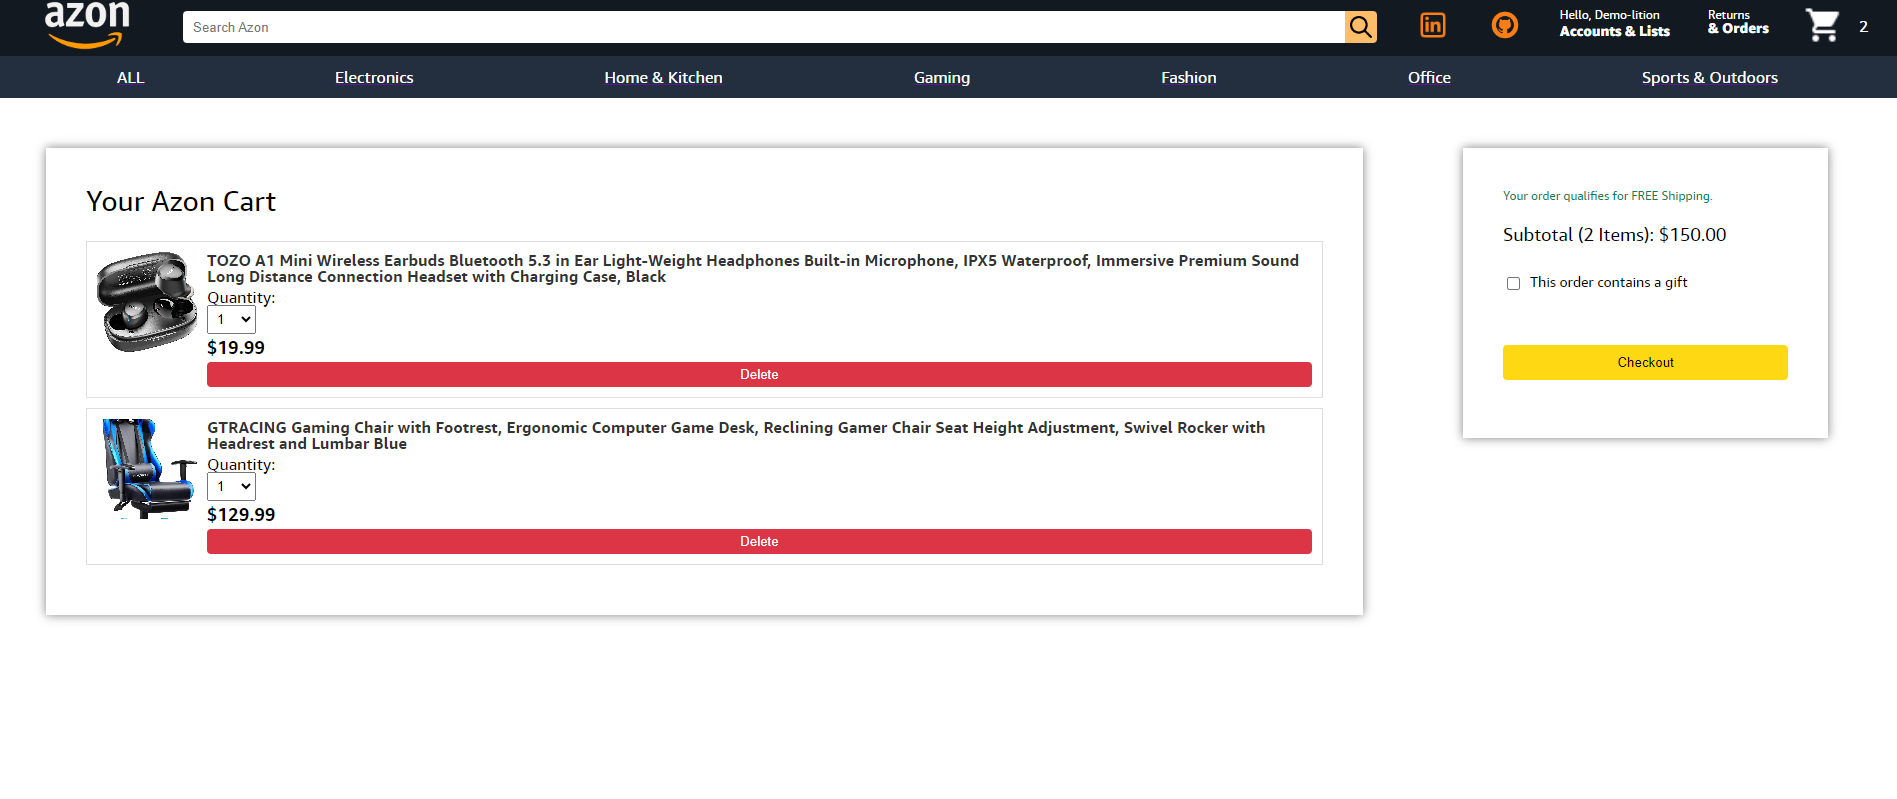 azon
Search Azon
Hello, Demo-lition
Accounts & Lists
Returns
& Orders
2
ALL
Electronics
Home & Kitchen
Gaming
Fashion
Office
Sports & Outdoors
Your Azon Cart
TOZO A1 Mini Wireless Earbuds Bluetooth 5.3 in Ear Light-Weight Headphones Built-in Microphone, IPX5 Waterproof, Immersive Premium Sound
Long Distance Connection Headset with Charging Case, Black
Quantity:
1
$19.99
Delete
GTRACING Gaming Chair with Footrest, Ergonomic Computer Game Desk, Reclining Gamer Chair Seat Height Adjustment, Swivel Rocker with
Headrest and Lumbar Blue
Quantity:
1
$129.99
Delete
Your order qualifies for FREE Shipping.
Subtotal (2 Items): $150.00
This order contains a gift
Checkout